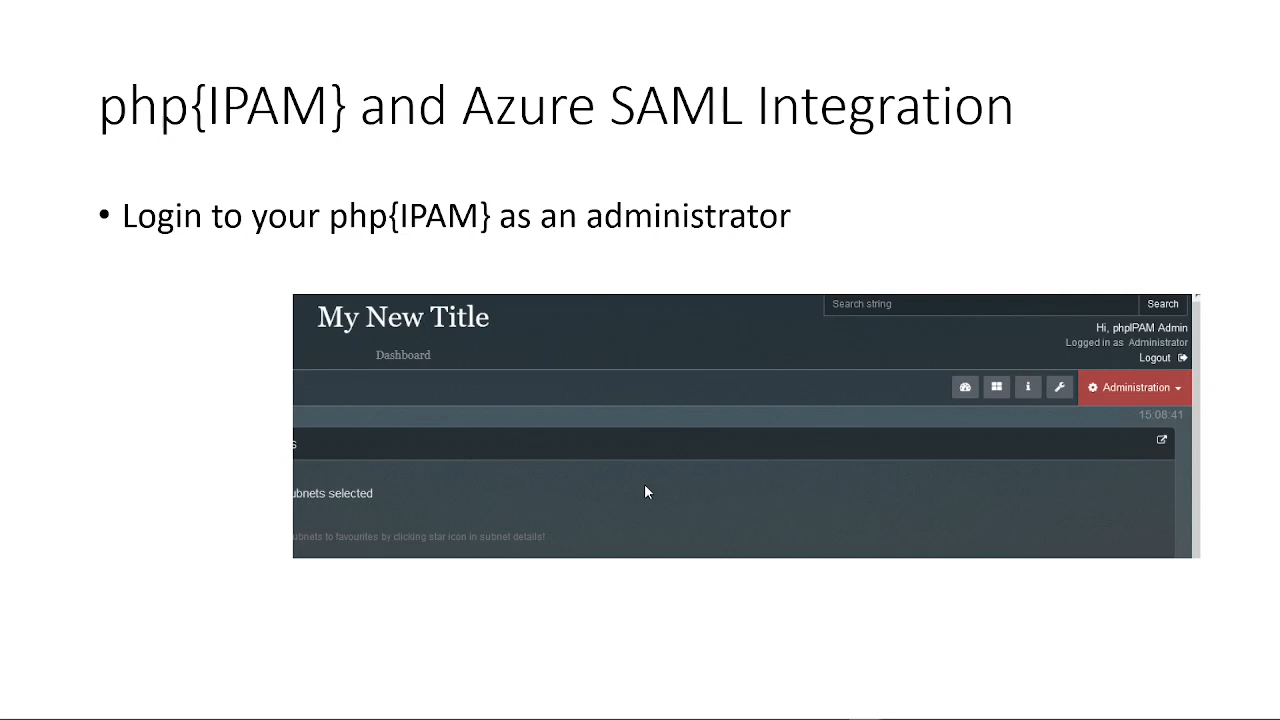 php{IPAM} and Azure SAML Integration
• Login to your php{IPAM} as an administrator
My New Title
Search string
Search
Hi, phpIPAM Admin
Logged in as Administrator
Logout
Dashboard
Administration
15:08:41
s
ubnets selected
ubnets to favourites by clicking star icon in subnet details!